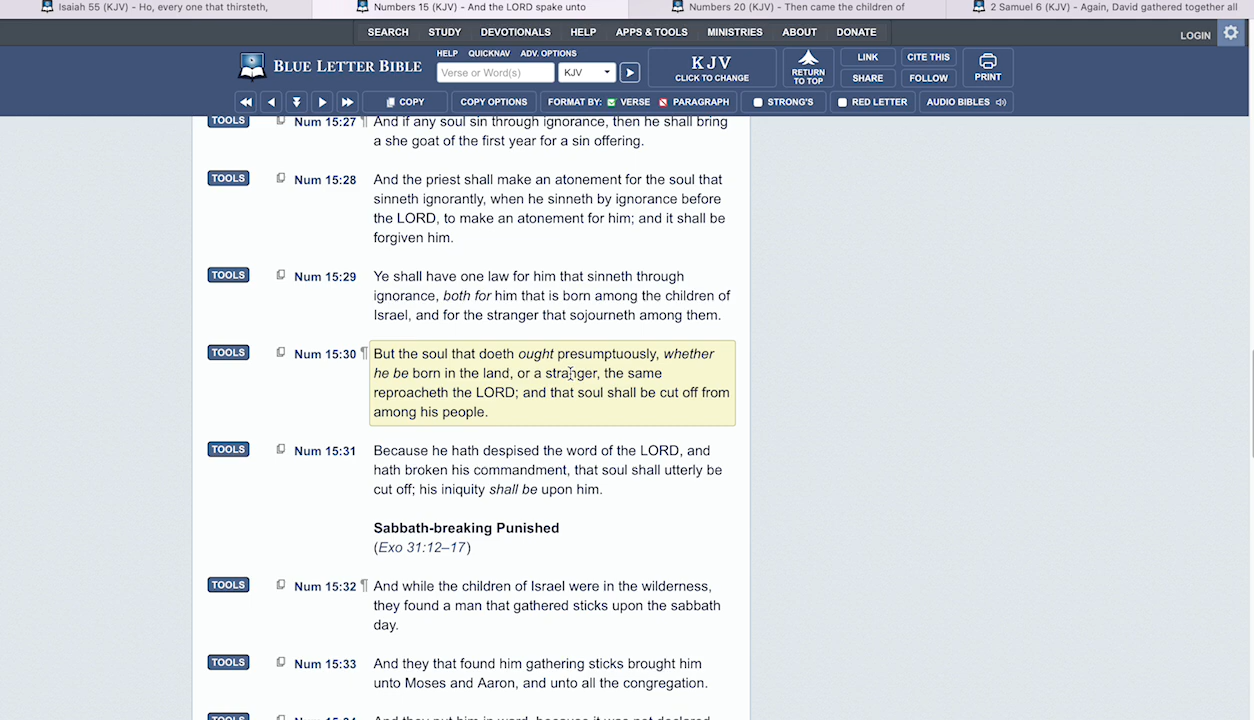 Isaiah 55 (KJV) - Ho, every one that thirsteth,
Numbers 15 (KJV) - And the LORD spake unto
Numbers 20 (KJV) - Then came the children of
2 Samuel 6 (KJV) - Again, David gathered together all
SEARCH STUDY DEVOTIONALS HELP APPS & TOOLS MINISTRIES ABOUT DONATE
LOGIN
BLUE LETTER BIBLE
HELP QUICKNAV ADV. OPTIONS
Verse or Word(s) KJV
KJV
CLICK TO CHANGE
RETURN
TO TOP
LINK CITE THIS
SHARE FOLLOW
PRINT
COPY COPY OPTIONS FORMAT BY: VERSE PARAGRAPH STRONG'S RED LETTER AUDIO BIBLES
TOOLS Num 15:27 ¶ And if any soul sin through ignorance, then he shall bring
a she goat of the first year for a sin offering.
TOOLS Num 15:28 And the priest shall make an atonement for the soul that
sinneth ignorantly, when he sinneth by ignorance before
the LORD, to make an atonement for him; and it shall be
forgiven him.
TOOLS Num 15:29 Ye shall have one law for him that sinneth through
ignorance, both for him that is born among the children of
Israel, and for the stranger that sojourneth among them.
TOOLS Num 15:30 ¶ But the soul that doeth ought presumptuously, whether
he be born in the land, or a stranger, the same
reproacheth the LORD; and that soul shall be cut off from
among his people.
TOOLS Num 15:31 Because he hath despised the word of the LORD, and
hath broken his commandment, that soul shall utterly be
cut off; his iniquity shall be upon him.
Sabbath-breaking Punished
(Exo 31:12–17)
TOOLS Num 15:32 ¶ And while the children of Israel were in the wilderness,
they found a man that gathered sticks upon the sabbath
day.
TOOLS Num 15:33 And they that found him gathering sticks brought him
unto Moses and Aaron, and unto all the congregation.
TOOLS Num 15:34 And they put him in ward, because it was not declared